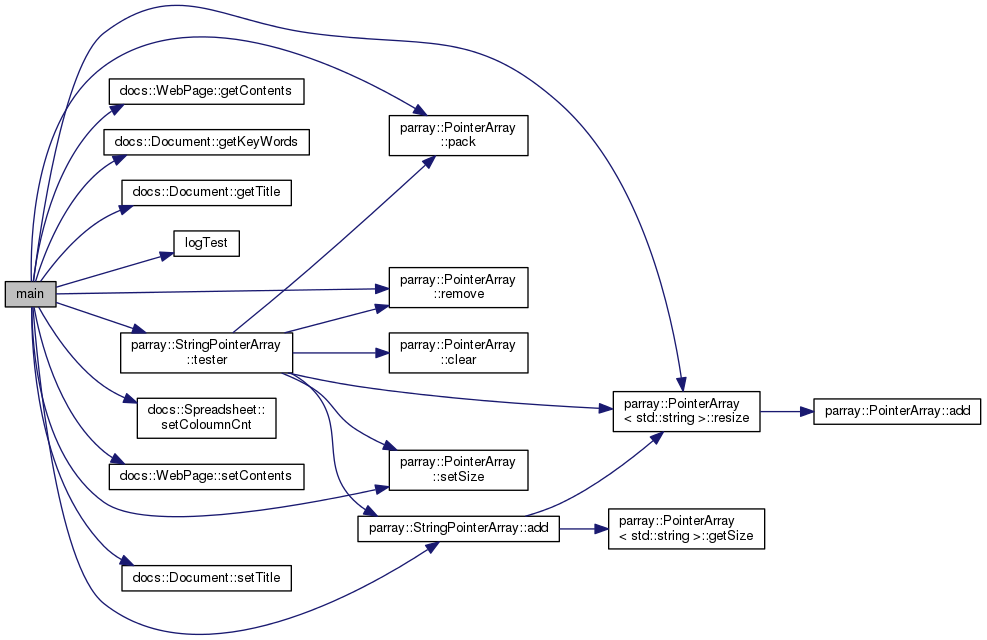 main
docs::WebPage::getContents
docs::Document::getKeyWords
docs::Document::getTitle
logTest
parray::StringPointerArray
::tester
docs::Spreadsheet::
setColoumnCnt
docs::WebPage::setContents
docs::Document::setTitle
parray::PointerArray
::pack
parray::PointerArray
::remove
parray::PointerArray
::clear
parray::PointerArray
::setSize
parray::StringPointerArray::add
parray::PointerArray
< std::string >::resize
parray::PointerArray
< std::string >::getSize
parray::PointerArray::add